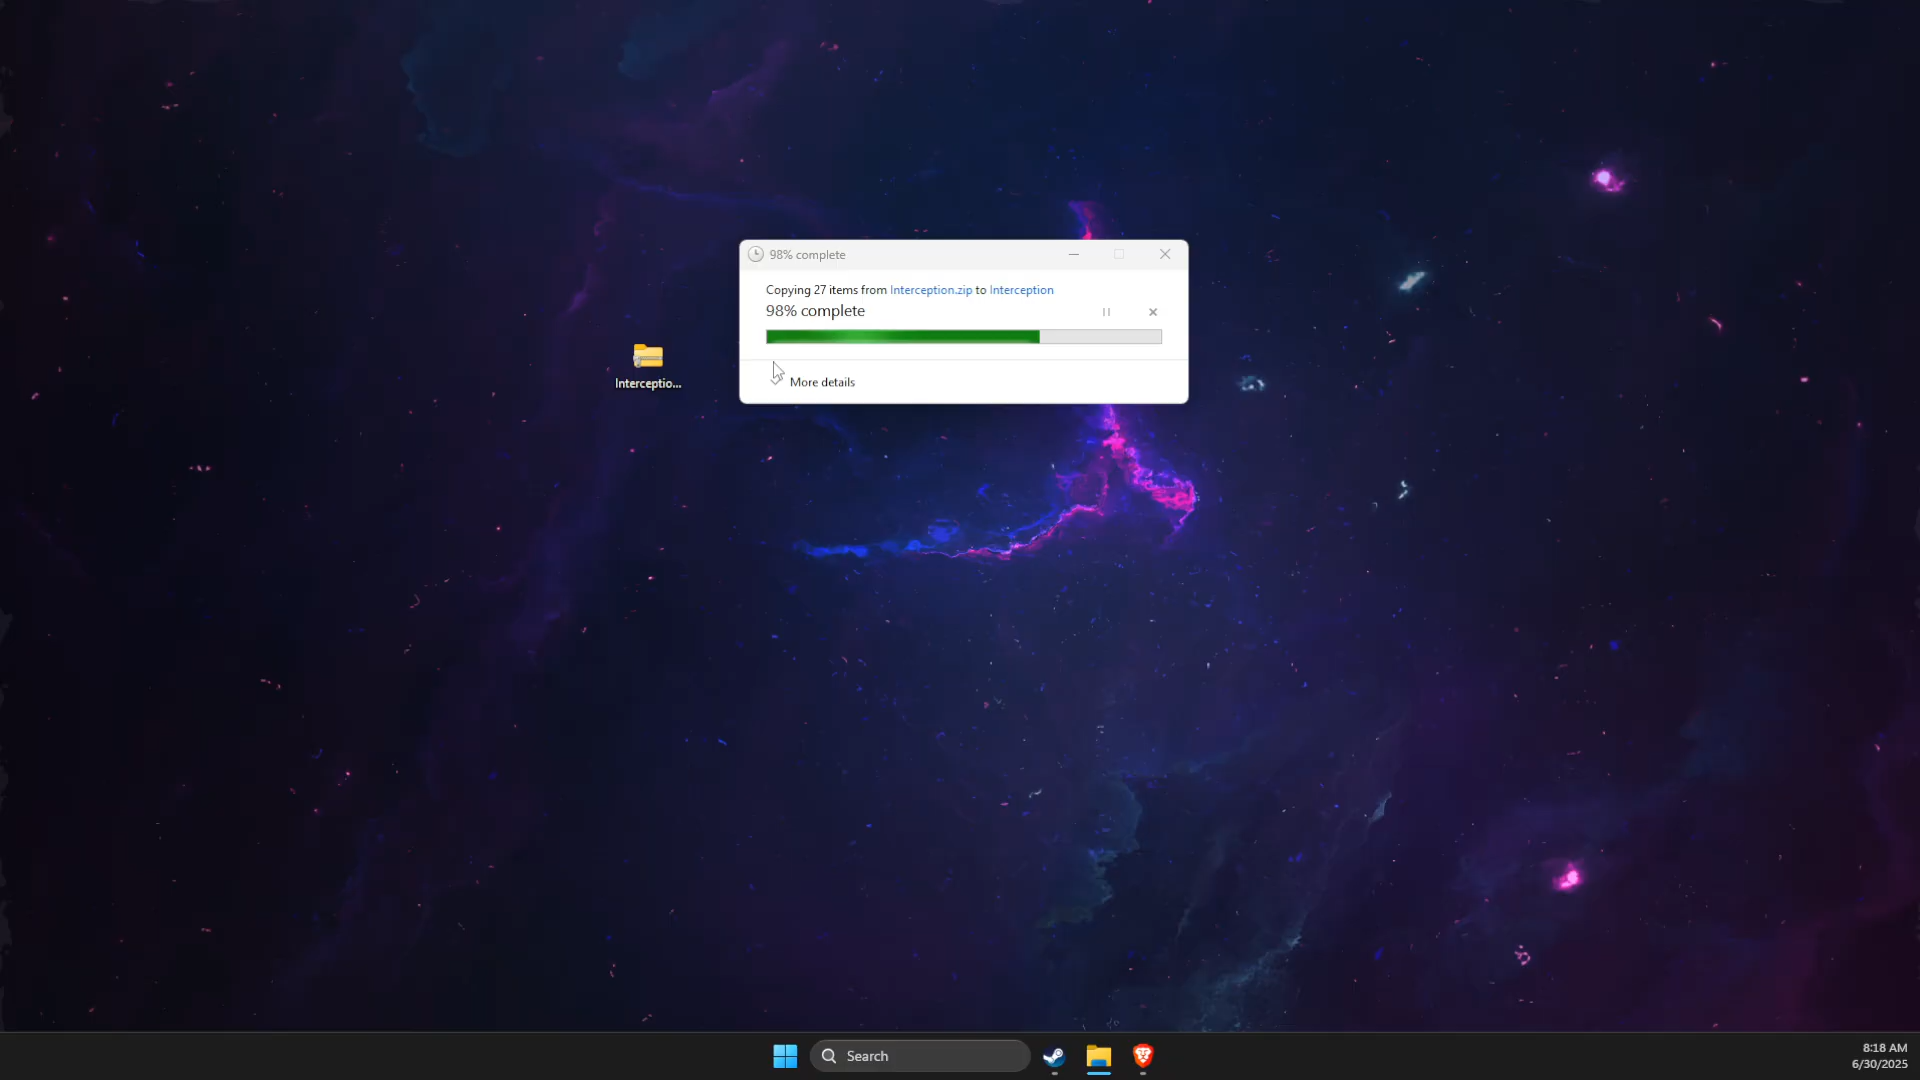 98% complete
Copying 27 items from Interception.zip to Interception
98% complete
Interceptio...
More details
Search
8:18 AM
6/30/2025